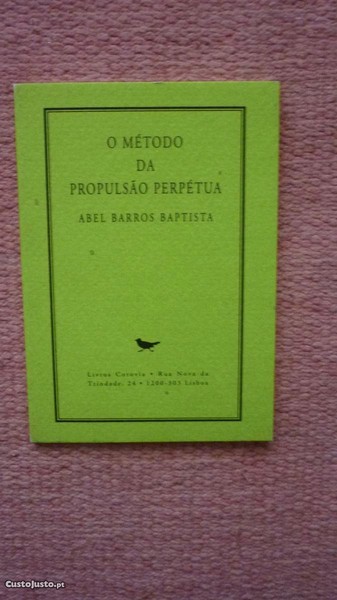 O MÉTODO
DA
PROPULSÃO PERPÉTUA
ABEL BARROS BAPTISTA
Livros Cotovia • Rua Nova da
Trindade, 24 • 1200-303 Lisboa
CustoJusto.pt